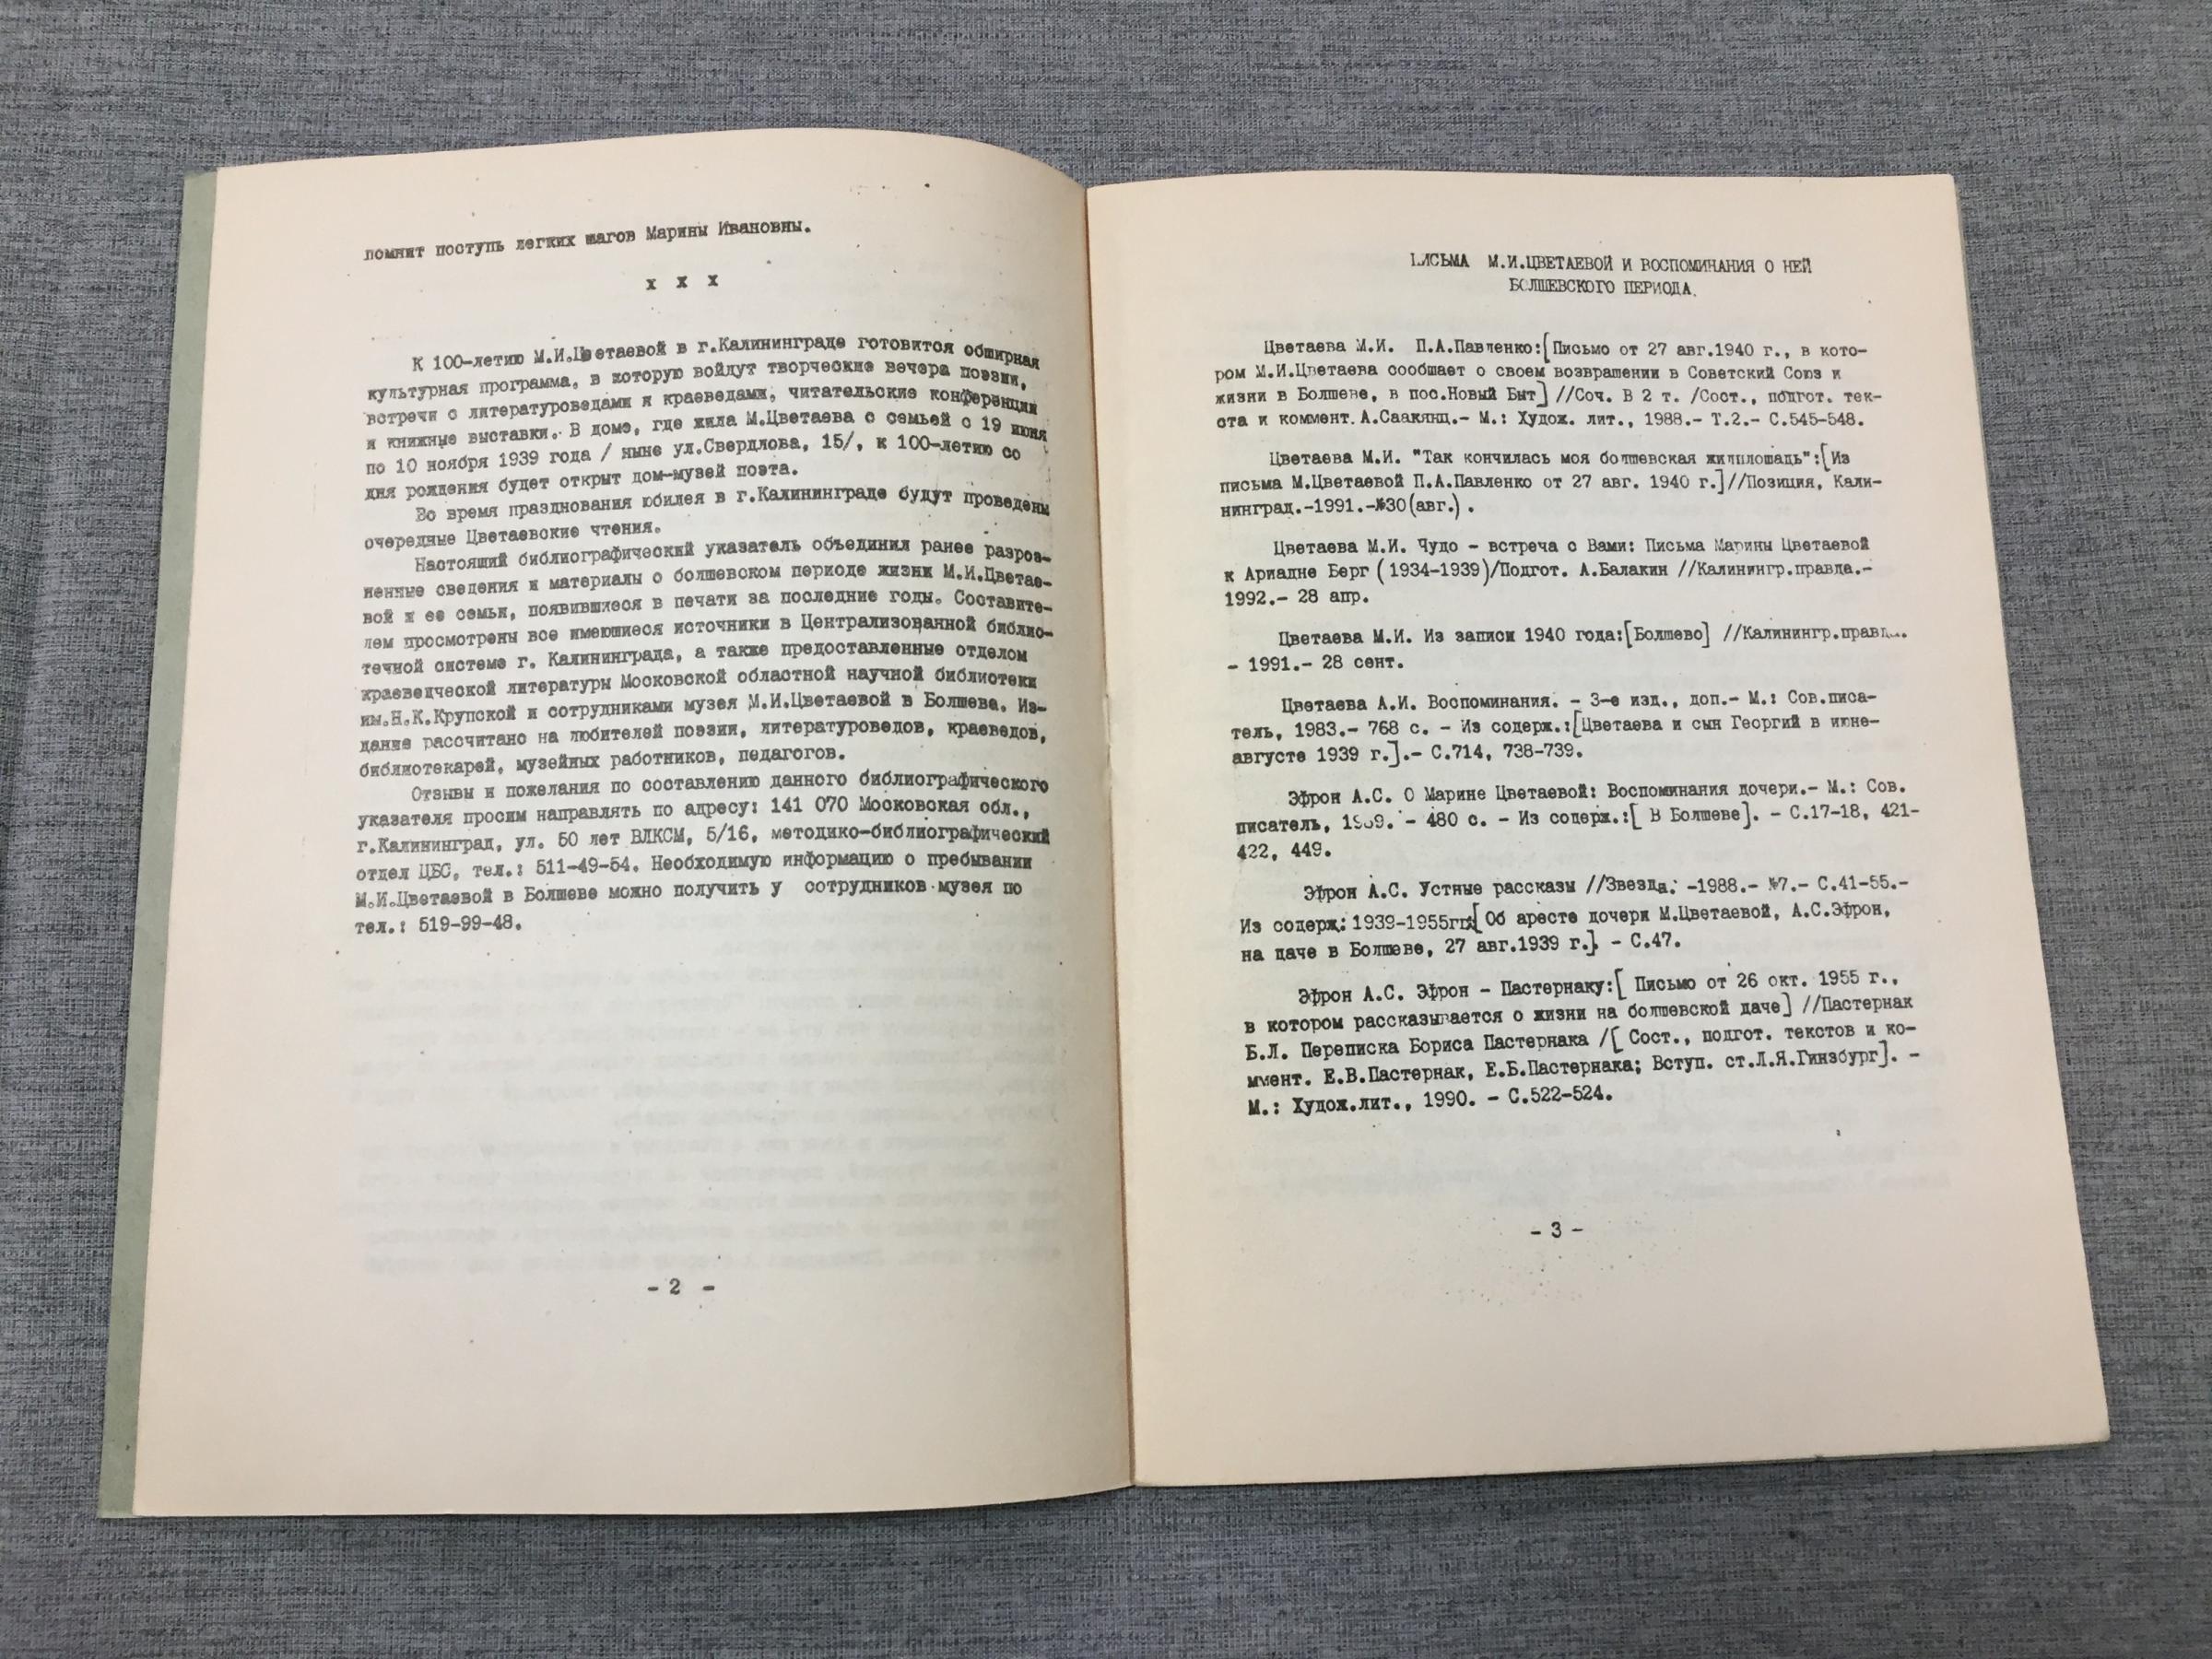 помнит поступь легких шагов Марины Ивановны.
х х х
К 100-летию М.И.Цветаевой в г.Калининграде готовится обширная
культурная программа, в которую войдут творческие вечера поэзии,
встречи с литературоведами и краеведами, читательские конференции
и книжные выставки. В доме, где жила М.Цветаева с семьей с 19 июня
по 10 ноября 1939 года / ныне ул.Свердлова, 15/, к 100-летию со
дня рождения будет открыт дом-музей поэта.
Во время празднования юбилея в г.Калининграде будут проведены
очередные Цветаевские чтения.
Настоящий библиографический указатель объединил ранее разроз-
ненные сведения и материалы о болшевском периоде жизни М.И.Цветае-
вой и ее семьи, появившиеся в печати за последние годы. Составите-
лем просмотрены все имеющиеся источники в Централизованной библио-
течной системе г. Калининграда, а также предоставленные отделом
краеведческой литературы Московской областной научной библиотеки
им.Н.К.Крупской и сотрудниками музея М.И.Цветаевой в Болшеве. Из-
дание рассчитано на любителей поэзии, литературоведов, краеведов,
библиотекарей, музейных работников, педагогов.
Отзывы и пожелания по составлению данного библиографического
указателя просим направлять по адресу: 141 070 Московская обл.,
г.Калининград, ул. 50 лет ВЛКСМ, 5/16, методико-библиографический
отдел ЦБС, тел.: 511-49-54. Необходимую информацию о пребывании
М.И.Цветаевой в Болшеве можно получить у сотрудников музея по
тел.: 519-99-48.
- 2 -
ПИСЬМА М.И.ЦВЕТАЕВОЙ И ВОСПОМИНАНИЯ О НЕЙ
БОЛШЕВСКОГО ПЕРИОДА.
Цветаева М.И. П.А.Павленко:[Письмо от 27 авг.1940 г., в кото-
ром М.И.Цветаева сообщает о своем возвращении в Советский Союз и
жизни в Болшеве, в пос.Новый Быт] //Соч. В 2 т. /Сост., подгот. тек-
ста и коммент. А.Саакянц.- М.: Худож. лит., 1988.- Т.2.- С.545-548.
Цветаева М.И. "Так кончилась моя болшевская жилплощадь":[Из
письма М.Цветаевой П.А.Павленко от 27 авг. 1940 г.]//Позиция, Кали-
нинград.-1991.-№30(авг.).
Цветаева М.И. Чудо - встреча с Вами: Письма Марины Цветаевой
к Ариадне Берг (1934-1939)/Подгот. А.Балакин //Калинингр.правда.-
1992.- 28 апр.
Цветаева М.И. Из записи 1940 года:[Болшево] //Калинингр.правда.
- 1991.- 28 сент.
Цветаева А.И. Воспоминания. - 3-е изд., доп.- М.: Сов.писа-
тель, 1983.- 768 с. - Из содерж.:[Цветаева и сын Георгий в июне-
августе 1939 г.].- С.714, 738-739.
Эфрон А.С. О Марине Цветаевой: Воспоминания дочери.- М.: Сов.
писатель, 1989. - 480 с. - Из содерж.:[ В Болшеве]. - С.17-18, 421-
422, 449.
Эфрон А.С. Устные рассказы //Звезда. -1988.- №7.- С.41-55.-
Из содерж: 1939-1955гг.[Об аресте дочери М.Цветаевой, А.С.Эфрон,
на даче в Болшеве, 27 авг.1939 г.]. - С.47.
Эфрон А.С. Эфрон - Пастернаку:[ Письмо от 26 окт. 1955 г.,
в котором рассказывается о жизни на болшевской даче] //Пастернак
Б.Л. Переписка Бориса Пастернака /[ Сост., подгот. текстов и ко-
ммент. Е.В.Пастернак, Е.Б.Пастернака; Вступ. ст.Л.Я.Гинзбург]. -
М.: Худож.лит., 1990. - С.522-524.
- 3 -